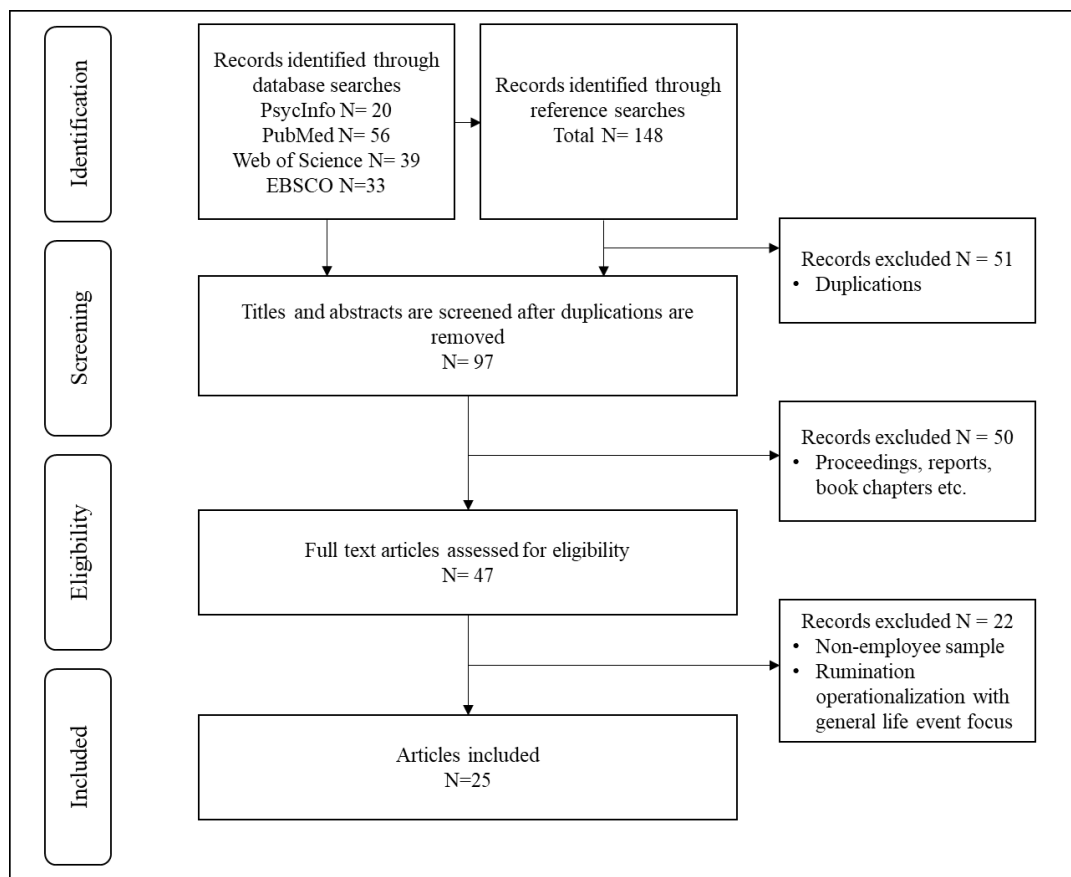 Identification
Records identified through
database searches
PsycInfo N= 20
PubMed N= 56
Web of Science N= 39
EBSCO N=33
Records identified through
reference searches
Total N= 148
Records excluded N = 51
• Duplications
Screening
Titles and abstracts are screened after duplications are
removed
N= 97
Records excluded N = 50
• Proceedings, reports,
book chapters etc.
Eligibility
Full text articles assessed for eligibility
N= 47
Records excluded N = 22
• Non-employee sample
• Rumination
operationalization with
general life event focus
Included
Articles included
N=25